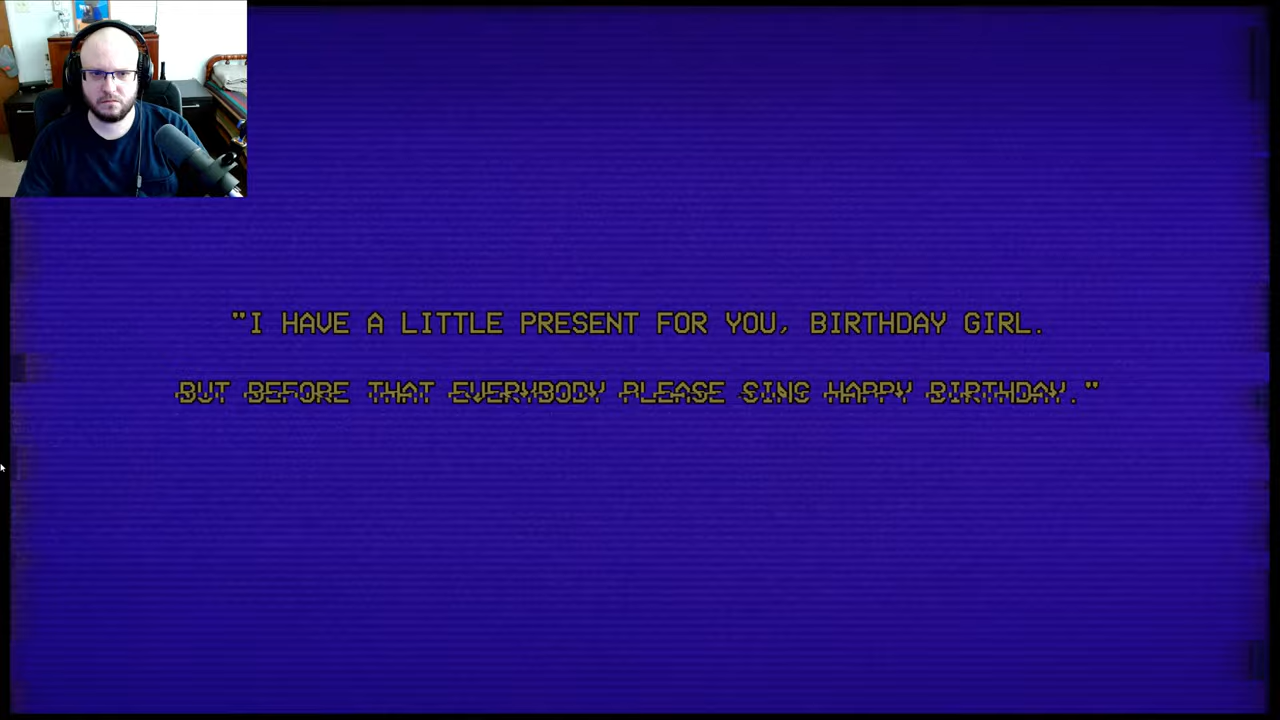 "I HAVE A LITTLE PRESENT FOR YOU, BIRTHDAY GIRL.
BUT BEFORE THAT EVERYBODY PLEASE SING HAPPY BIRTHDAY."